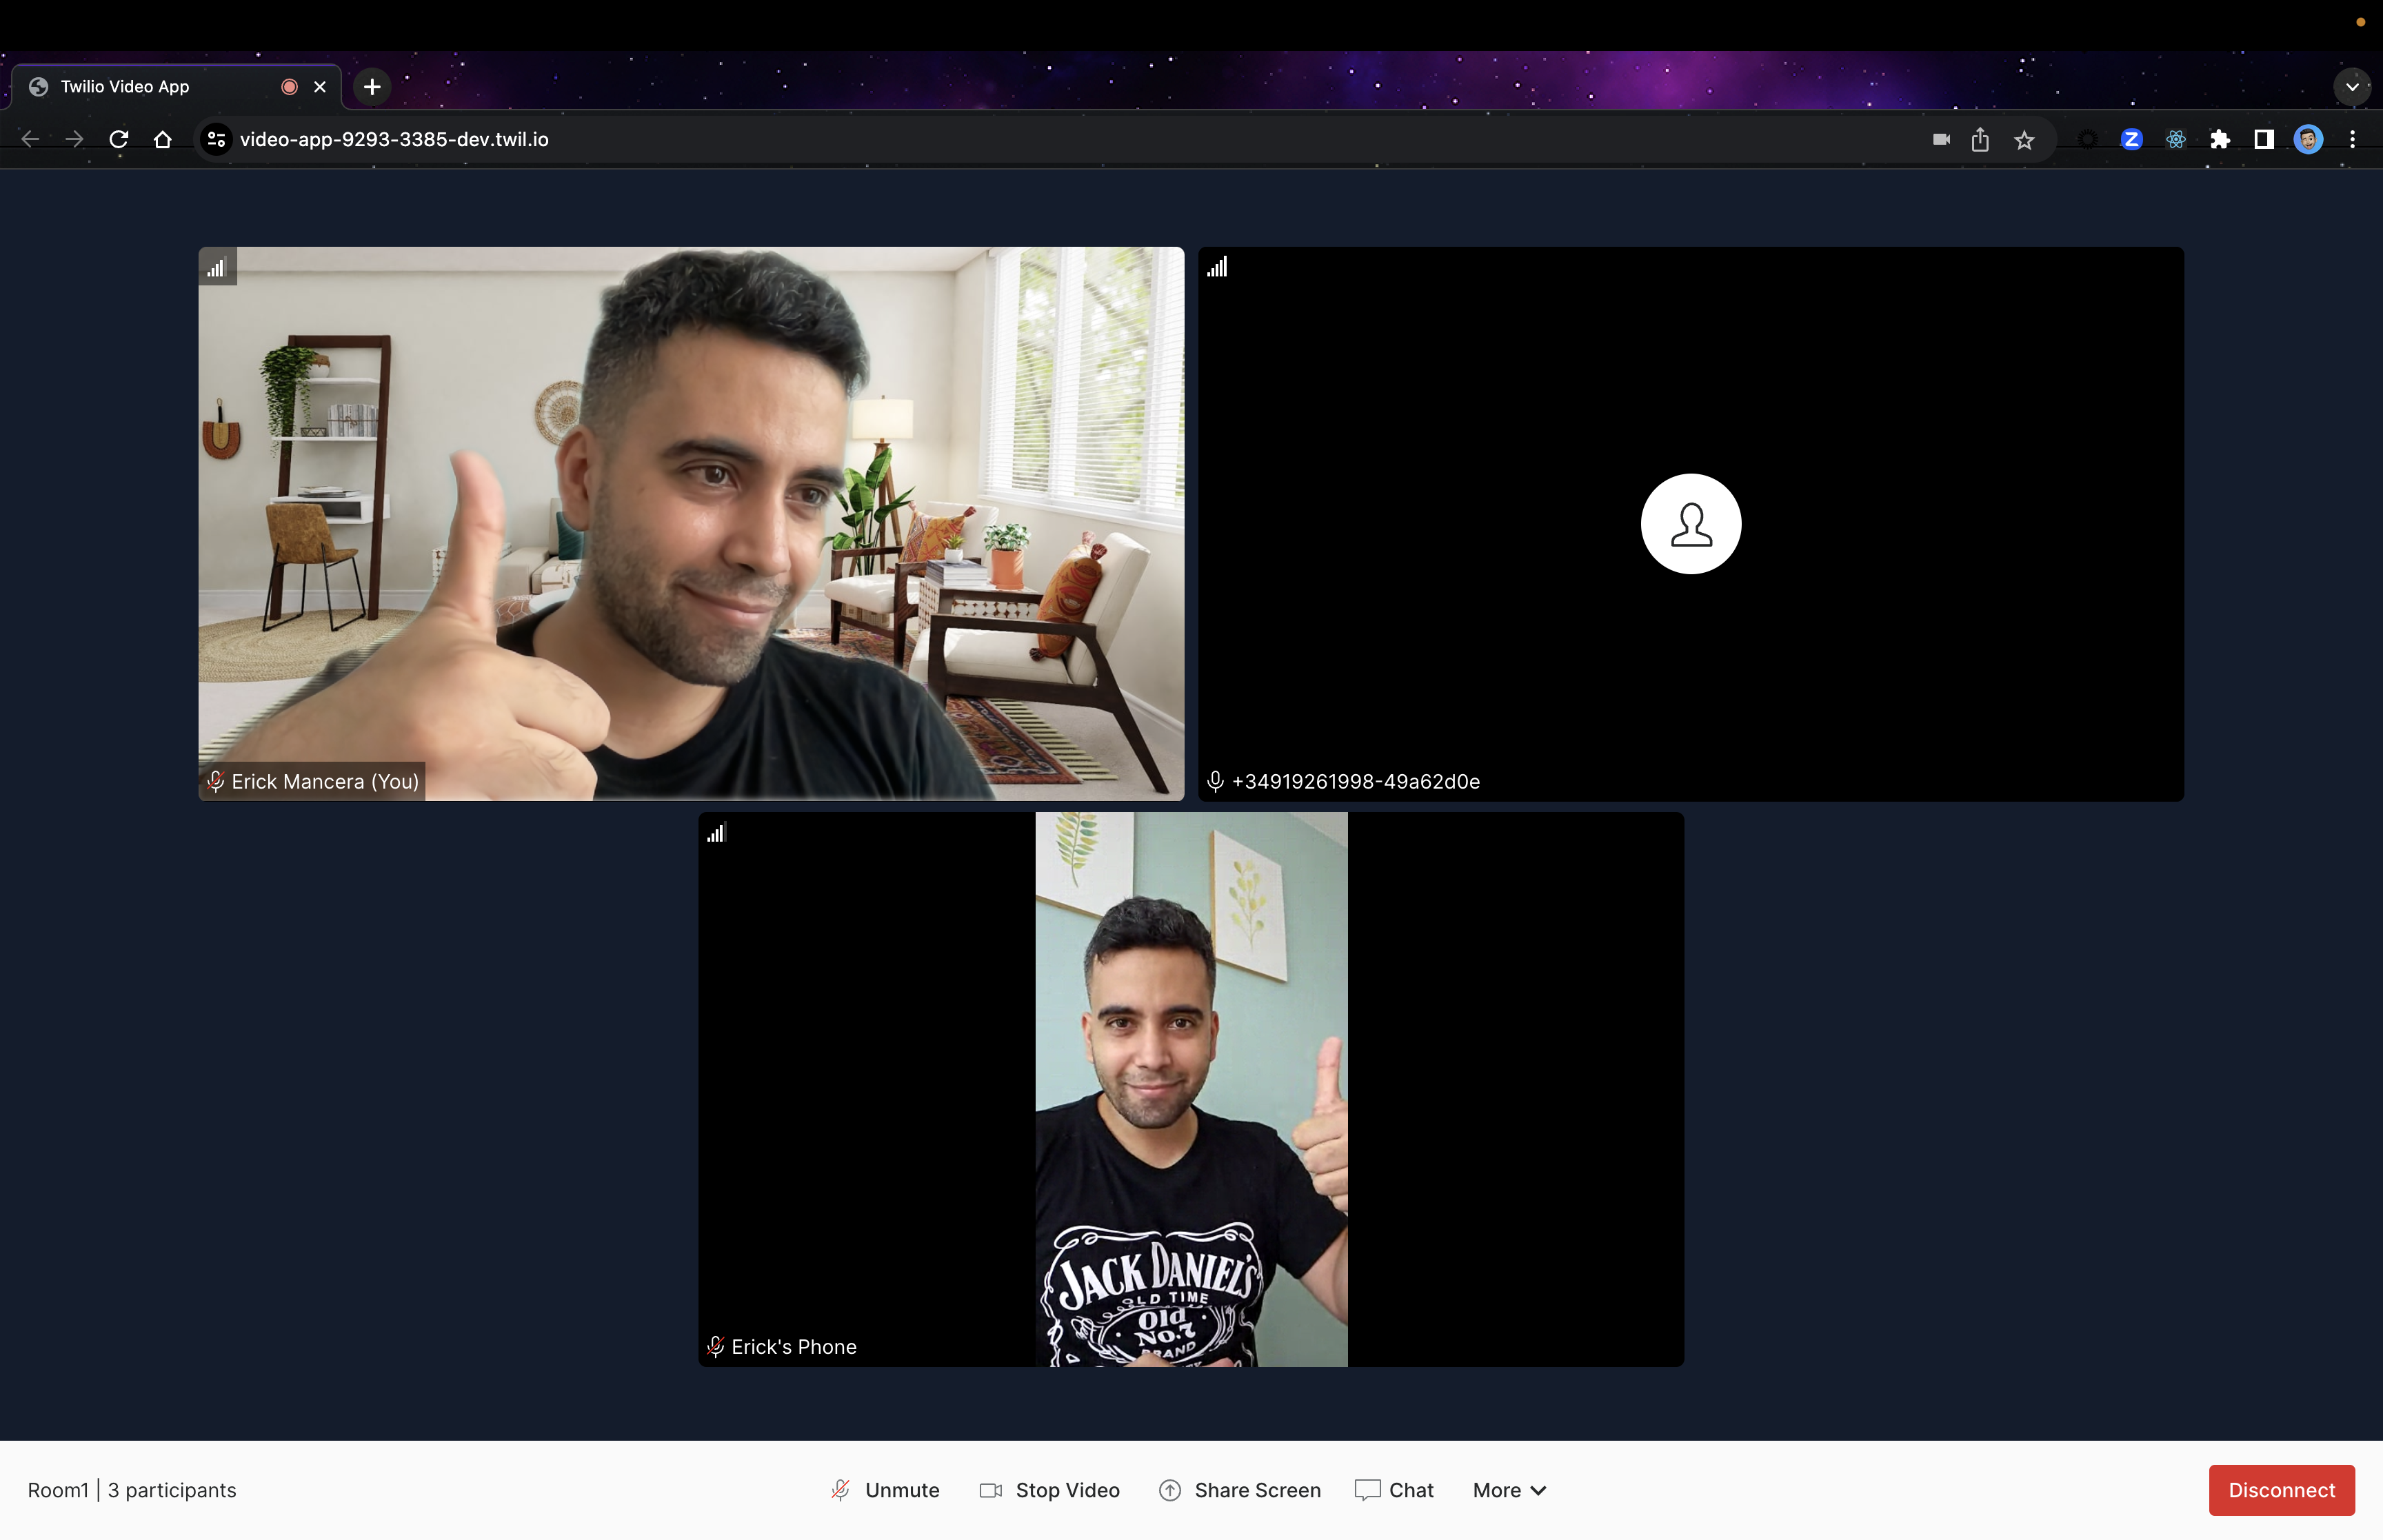 Twilio Video App
video-app-9293-3385-dev.twil.io
Erick Mancera (You)
+34919261998-49a62d0e
JACK DANIEL'S
OLD TIME
Old
No.7
BRAND
Erick's Phone
Room1 | 3 participants
Unmute
Stop Video
Share Screen
Chat
More
Disconnect